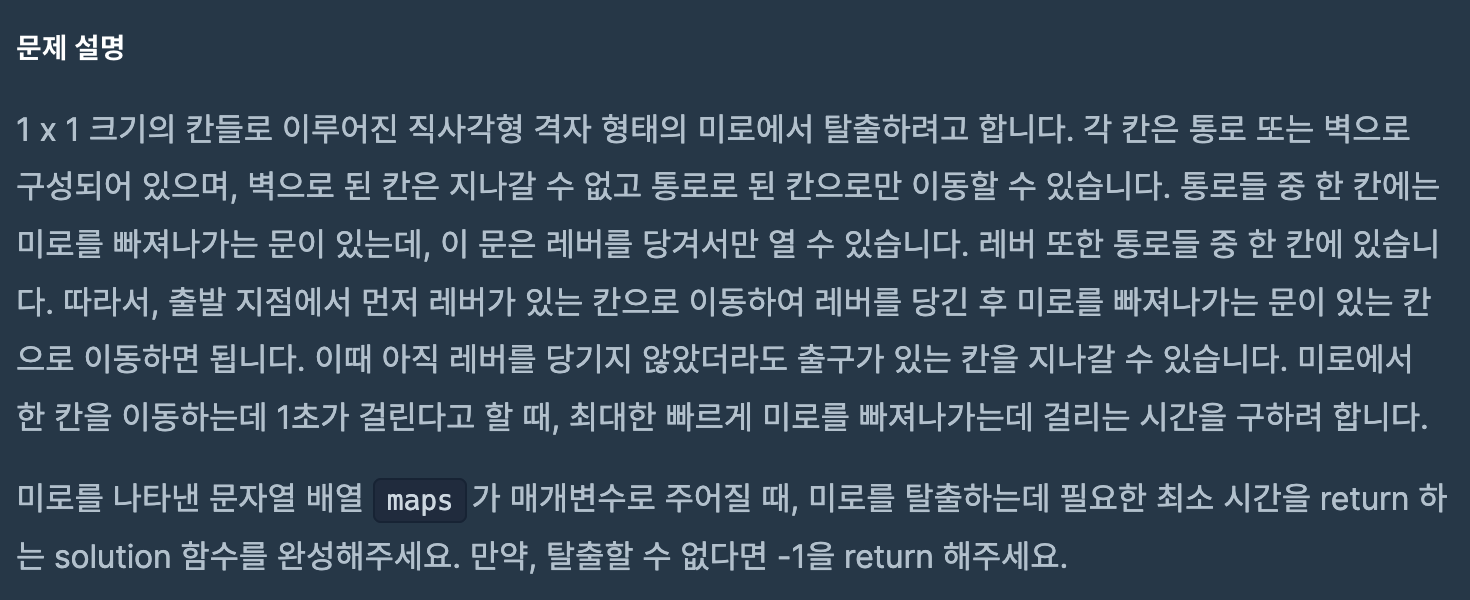 문제 설명
1 x 1 크기의 칸들로 이루어진 직사각형 격자 형태의 미로에서 탈출하려고 합니다. 각 칸은 통로 또는 벽으로
구성되어 있으며, 벽으로 된 칸은 지나갈 수 없고 통로로 된 칸으로만 이동할 수 있습니다. 통로들 중 한 칸에는
미로를 빠져나가는 문이 있는데, 이 문은 레버를 당겨서만 열 수 있습니다. 레버 또한 통로들 중 한 칸에 있습니
다. 따라서, 출발 지점에서 먼저 레버가 있는 칸으로 이동하여 레버를 당긴 후 미로를 빠져나가는 문이 있는 칸
으로 이동하면 됩니다. 이때 아직 레버를 당기지 않았더라도 출구가 있는 칸을 지나갈 수 있습니다. 미로에서
한 칸을 이동하는데 1초가 걸린다고 할 때, 최대한 빠르게 미로를 빠져나가는데 걸리는 시간을 구하려 합니다.
미로를 나타낸 문자열 배열 maps 가 매개변수로 주어질 때, 미로를 탈출하는데 필요한 최소 시간을 return 하
는 solution 함수를 완성해주세요. 만약, 탈출할 수 없다면 -1을 return 해주세요.